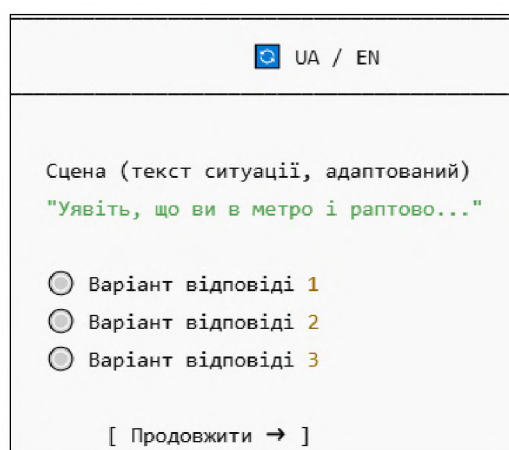 🔄 UA / EN
Сцена (текст ситуації, адаптований)
"Уявіть, що ви в метро і раптово..."
🔘 Варіант відповіді 1
🔘 Варіант відповіді 2
🔘 Варіант відповіді 3
[ Продовжити → ]